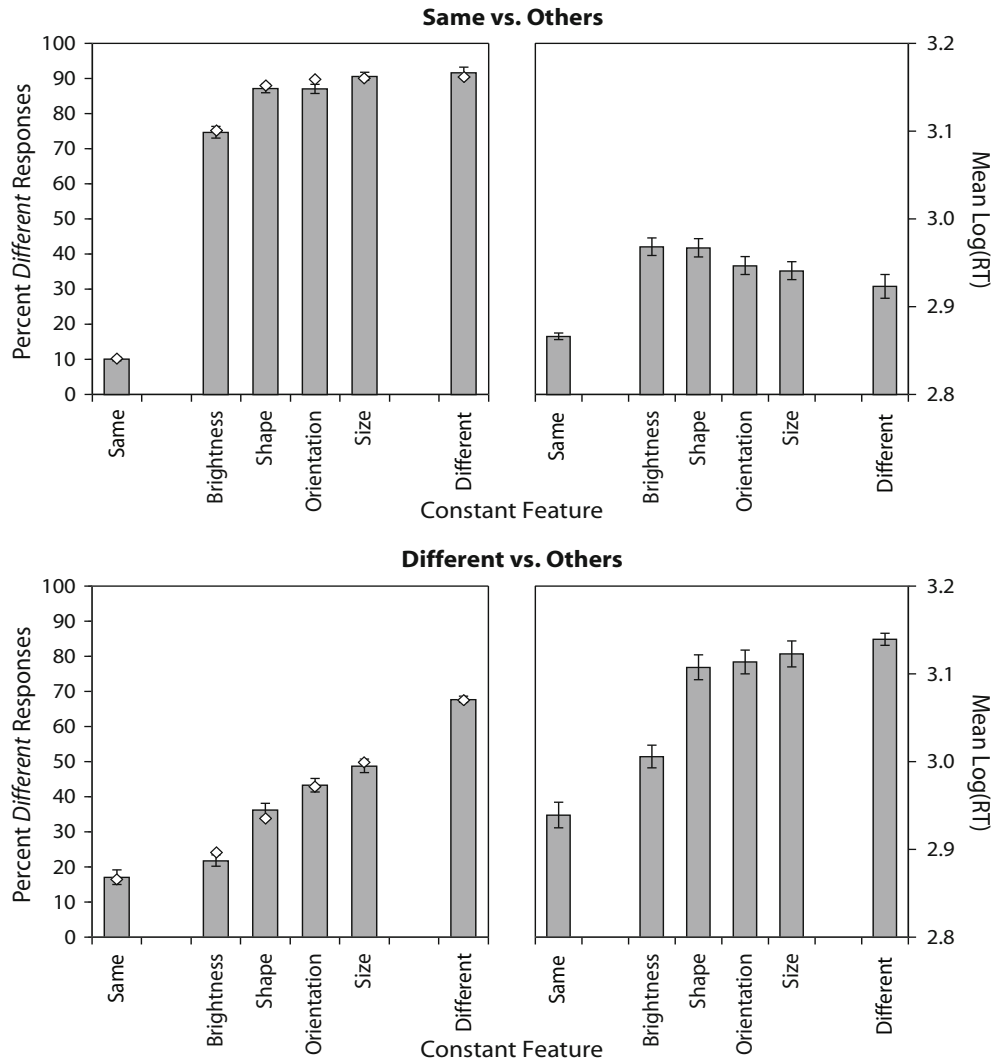 Same vs. Others
Percent Different Responses
100
90
80
70
60
50
40
30
20
10
0
Same
Brightness
Shape
Orientation
Size
Different
3.2
3.1
3.0
2.9
2.8
Mean Log(RT)
Same
Brightness
Shape
Orientation
Size
Different
Constant Feature
Different vs. Others
Percent Different Responses
100
90
80
70
60
50
40
30
20
10
0
Same
Brightness
Shape
Orientation
Size
Different
3.2
3.1
3.0
2.9
2.8
Mean Log(RT)
Same
Brightness
Shape
Orientation
Size
Different
Constant Feature